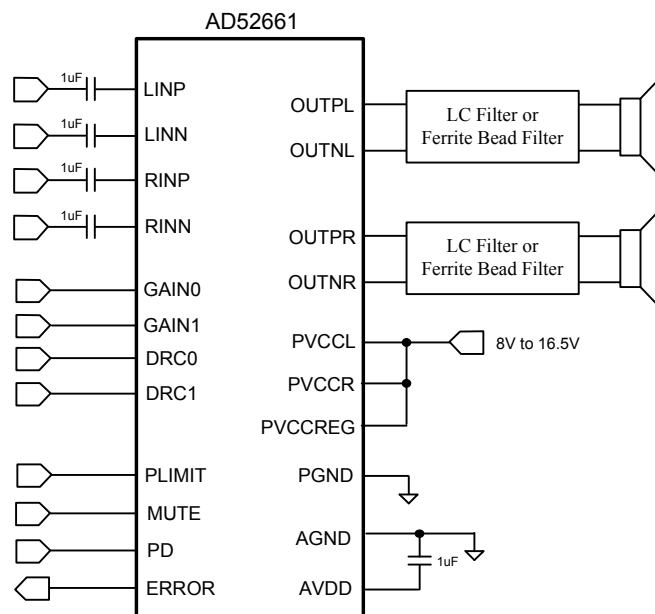 AD52661
1uF
LINP
1uF
LINN
1uF
RINP
1uF
RINN
GAIN0
GAIN1
DRC0
DRC1
PLIMIT
MUTE
PD
ERROR
OUTPL
OUTNL
LC Filter or
Ferrite Bead Filter
OUTPR
OUTNR
LC Filter or
Ferrite Bead Filter
PVCCL
8V to 16.5V
PVCCR
PVCCREG
PGND
AGND
1uF
AVDD